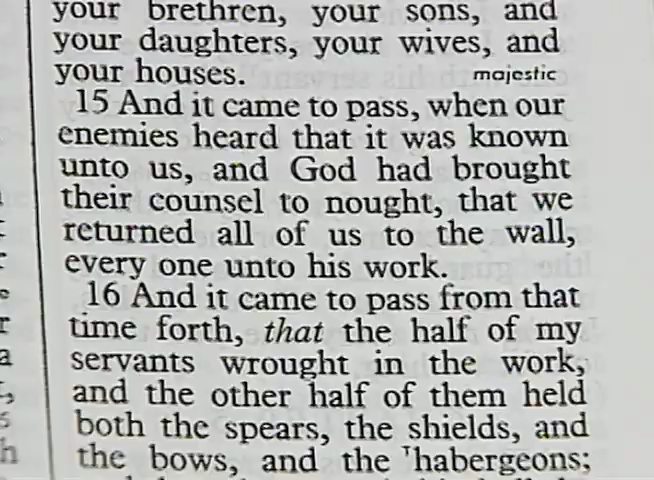 your brethren, your sons, and
your daughters, your wives, and
your houses.
majestic
15 And it came to pass, when our
enemies heard that it was known
unto us, and God had brought
their counsel to nought, that we
returned all of us to the wall,
every one unto his work.
16 And it came to pass from that
time forth, that the half of my
servants wrought in the work,
and the other half of them held
both the spears, the shields, and
the bows, and the 'habergeons;